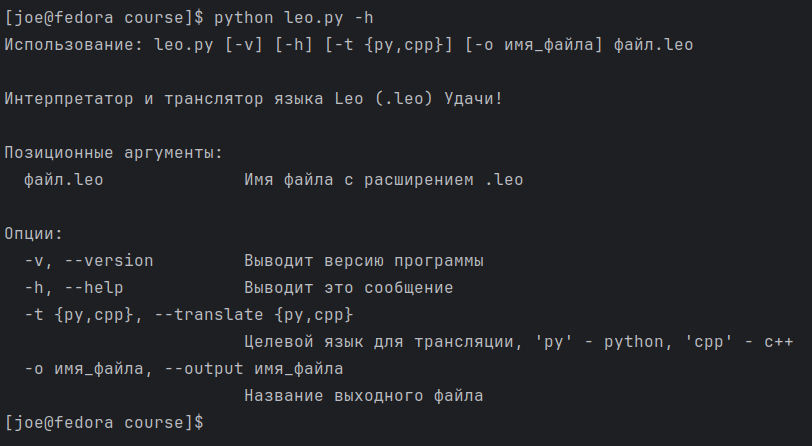 [joe@fedora course]$ python leo.py -h
Использование: leo.py [-v] [-h] [-t {py,cpp}] [-o имя_файла] файл.leo
Интерпретатор и транслятор языка Leo (.leo) Удачи!
Позиционные аргументы:
  файл.leo              Имя файла с расширением .leo
Опции:
  -v, --version         Выводит версию программы
  -h, --help            Выводит это сообщение
  -t {py,cpp}, --translate {py,cpp}
                        Целевой язык для трансляции, 'py' - python, 'cpp' - c++
  -o имя_файла, --output имя_файла
                        Название выходного файла
[joe@fedora course]$